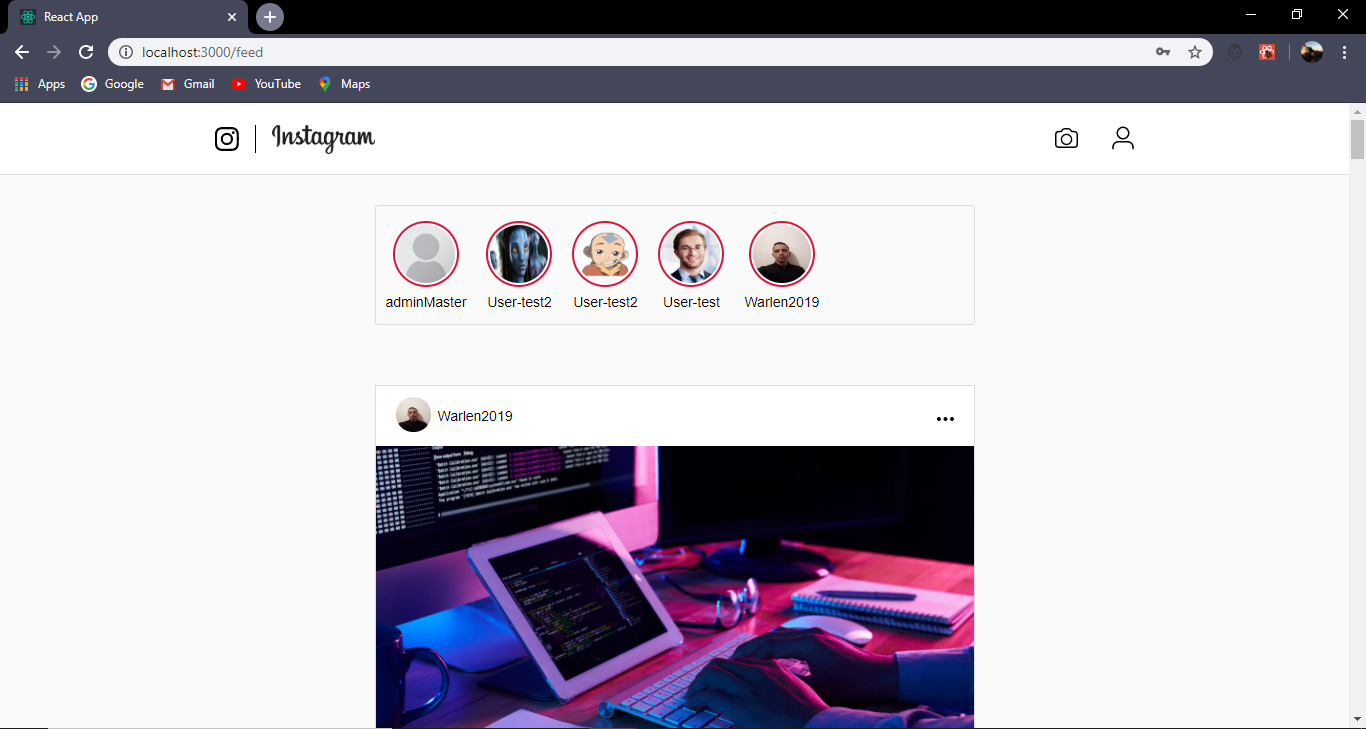 React App
localhost:3000/feed
Apps Google Gmail YouTube Maps
Instagram
adminMaster User-test2 User-test2 User-test Warlen2019
Warlen2019